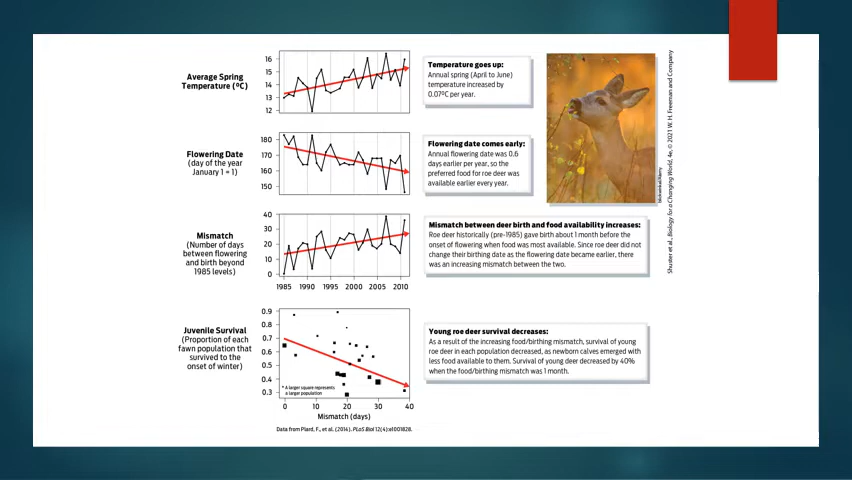 Average Spring
Temperature (ºC)
16
15
14
13
12
Temperature goes up:
Annual spring (April to June)
temperature increased by
0.07ºC per year.
Flowering Date
(day of the year
January 1 = 1)
180
170
160
150
Flowering date comes early:
Annual flowering date was 0.6
days earlier per year, so the
preferred food for roe deer was
available earlier every year.
Mismatch
(Number of days
between flowering
and birth beyond
1985 levels)
40
30
20
10
0
1985 1990 1995 2000 2005 2010
Mismatch between deer birth and food availability increases:
Roe deer historically (pre-1985) gave birth about 1 month before the
onset of flowering when food was most available. Since roe deer did not
change their birthing date as the flowering date became earlier, there
was an increasing mismatch between the two.
Juvenile Survival
(Proportion of each
fawn population that
survived to the
onset of winter)
0.9
0.8
0.7
0.6
0.5
0.4
0.3
* A larger square represents
a larger population
0 10 20 30 40
Mismatch (days)
Young roe deer survival decreases:
As a result of the increasing food/birthing mismatch, survival of young
roe deer in each population decreased, as newborn calves emerged with
less food available to them. Survival of young deer decreased by 40%
when the food/birthing mismatch was 1 month.
Data from Plard, F., et al. (2014). PLoS Biol 12(4):e1001828.
Shuster et al., Biology for a Changing World, 4e, © 2021 W. H. Freeman and Company